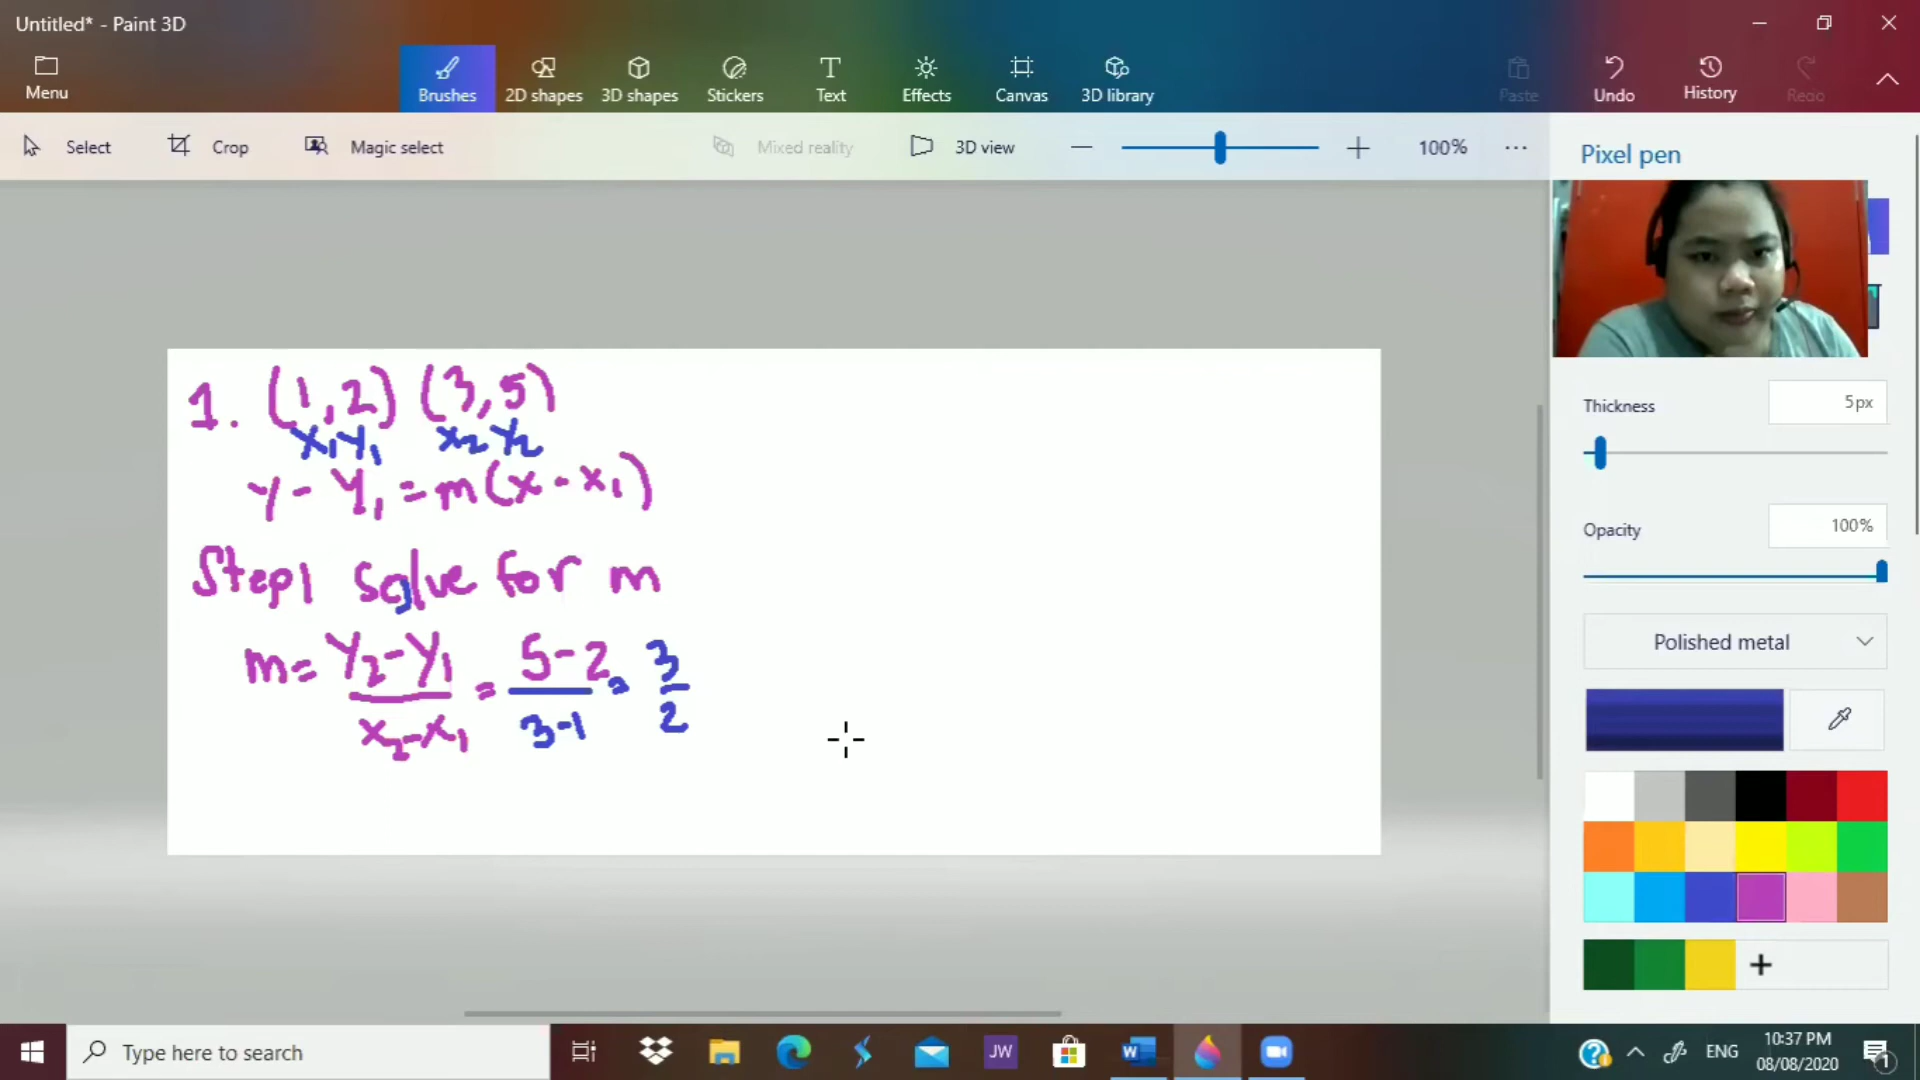 Untitled* - Paint 3D
Menu
Brushes
2D shapes
3D shapes
Stickers
Text
Effects
Canvas
3D library
Paste
Undo
History
Redo
Select
Crop
Magic select
Mixed reality
3D view
100%
Pixel pen
Thickness
5px
Opacity
100%
Polished metal
1. (1,2) (3,5)
x₁ y₁ x₂ y₂
y - y₁ = m(x - x₁)
Step1 solve for m
m = y₂-y₁ / x₂-x₁ = 5-2 / 3-1 = 3 / 2
Type here to search
JW
ENG
10:37 PM
08/08/2020
1